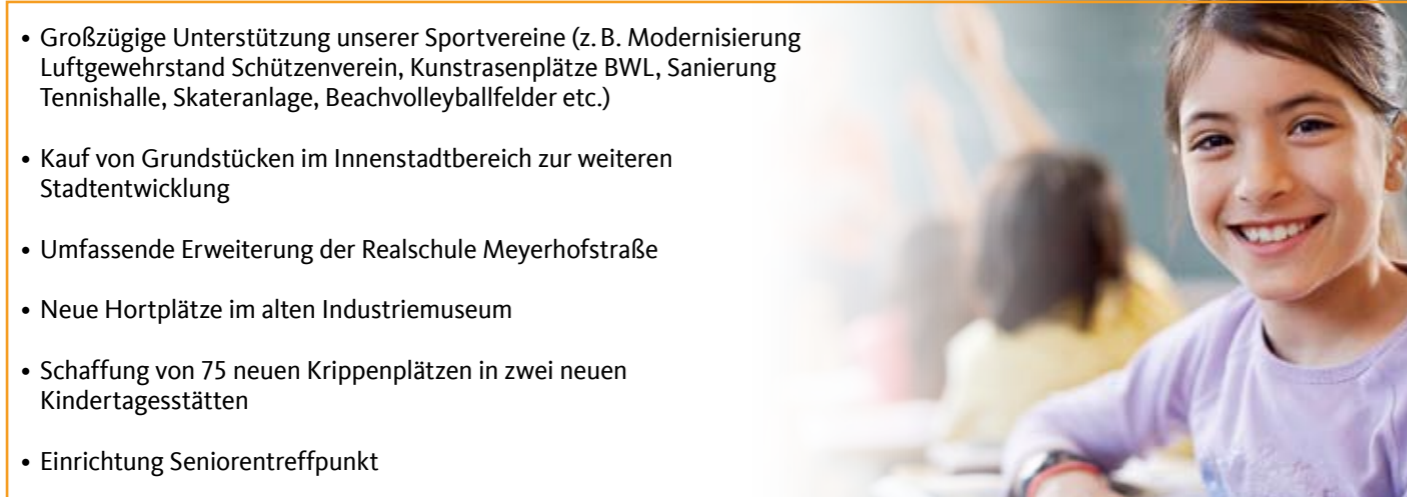 • Großzügige Unterstützung unserer Sportvereine (z. B. Modernisierung
Luftgewehrstand Schützenverein, Kunstrasenplätze BWL, Sanierung
Tennishalle, Skateranlage, Beachvolleyballfelder etc.)
• Kauf von Grundstücken im Innenstadtbereich zur weiteren
Stadtentwicklung
• Umfassende Erweiterung der Realschule Meyerhofstraße
• Neue Hortplätze im alten Industriemuseum
• Schaffung von 75 neuen Krippenplätzen in zwei neuen
Kindertagesstätten
• Einrichtung Seniorentreffpunkt